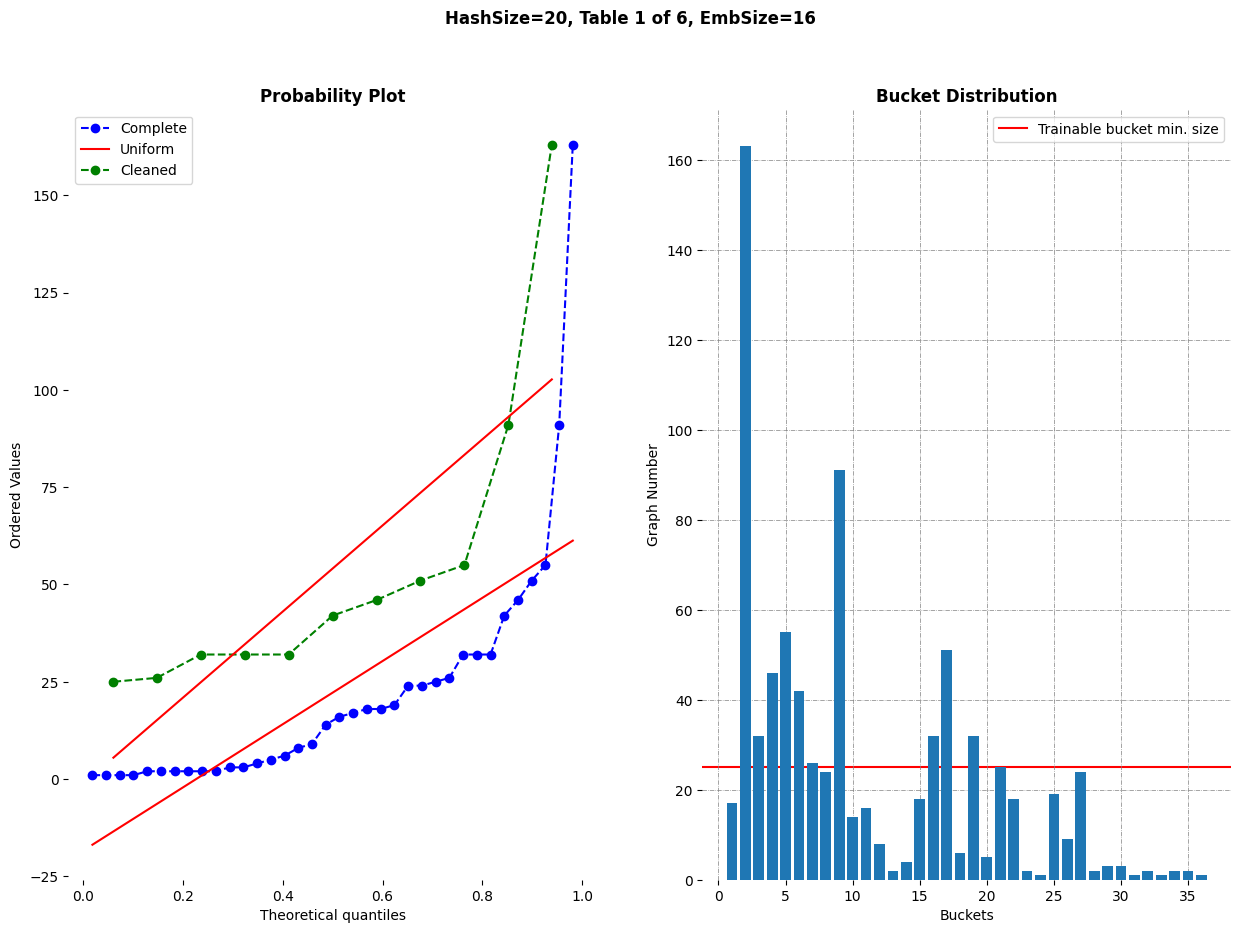 HashSize=20, Table 1 of 6, EmbSize=16
Probability Plot
Complete
Uniform
Cleaned
150
125
100
75
50
25
0
−25
Ordered Values
0.0 0.2 0.4 0.6 0.8 1.0
Theoretical quantiles
Bucket Distribution
Trainable bucket min. size
160
140
120
100
80
60
40
20
0
Graph Number
0 5 10 15 20 25 30 35
Buckets